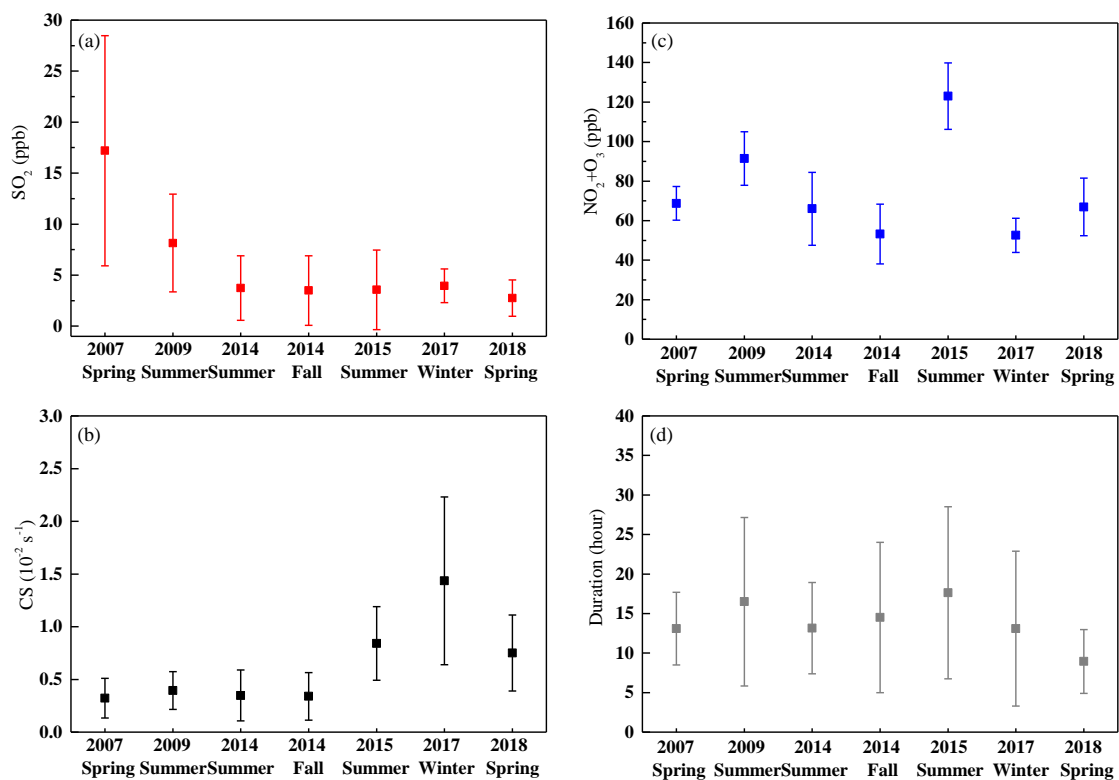 (a)
30
25
20
15
10
5
0
SO2 (ppb)
2007 2009 2014 2014 2015 2017 2018
Spring Summer Summer Fall Summer Winter Spring
(c)
160
140
120
100
80
60
40
20
0
NO2+O3 (ppb)
2007 2009 2014 2014 2015 2017 2018
Spring Summer Summer Fall Summer Winter Spring
(b)
3.0
2.5
2.0
1.5
1.0
0.5
0.0
CS (10-2 s-1)
2007 2009 2014 2014 2015 2017 2018
Spring Summer Summer Fall Summer Winter Spring
(d)
40
35
30
25
20
15
10
5
0
Duration (hour)
2007 2009 2014 2014 2015 2017 2018
Spring Summer Summer Fall Summer Winter Spring